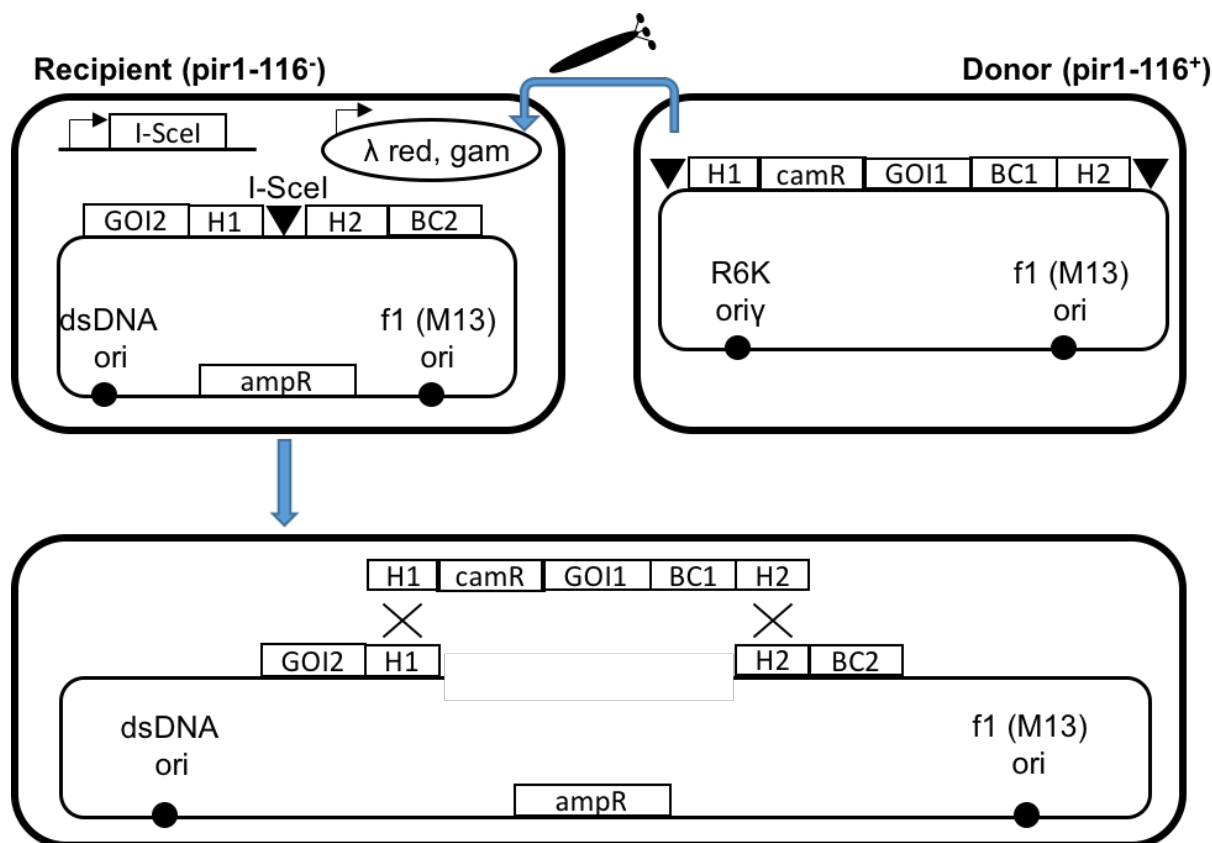 Recipient (pir1-116⁻)
Donor (pir1-116⁺)
I-SceI
λ red, gam
I-SceI
GOI2 H1 H2 BC2
dsDNA
ori
f1 (M13)
ori
ampR
H1 camR GOI1 BC1 H2
R6K
oriγ
f1 (M13)
ori
H1 camR GOI1 BC1 H2
GOI2 H1 H2 BC2
dsDNA
ori
f1 (M13)
ori
ampR